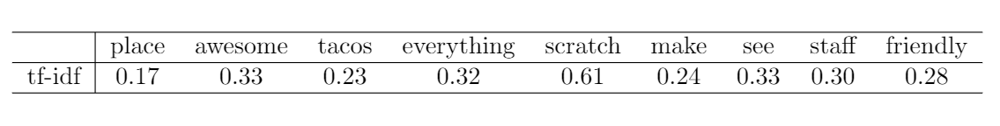 place awesome tacos everything scratch make see staff friendly
tf-idf 0.17 0.33 0.23 0.32 0.61 0.24 0.33 0.30 0.28